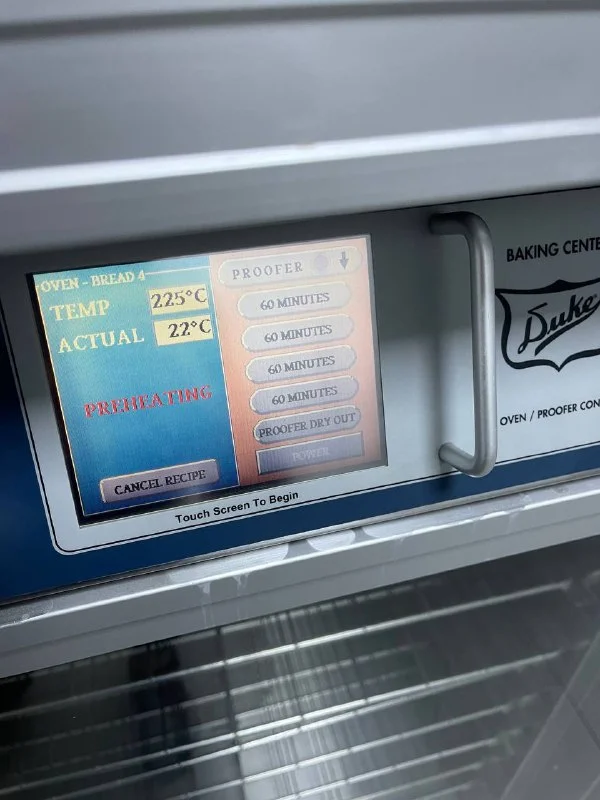 OVEN - BREAD 4
TEMP 225°C
ACTUAL 22°C
PREHEATING
CANCEL RECIPE
PROOFER
60 MINUTES
60 MINUTES
60 MINUTES
60 MINUTES
PROOFER DRY OUT
POWER
Touch Screen To Begin
BAKING CENTE
Duke
OVEN / PROOFER CON